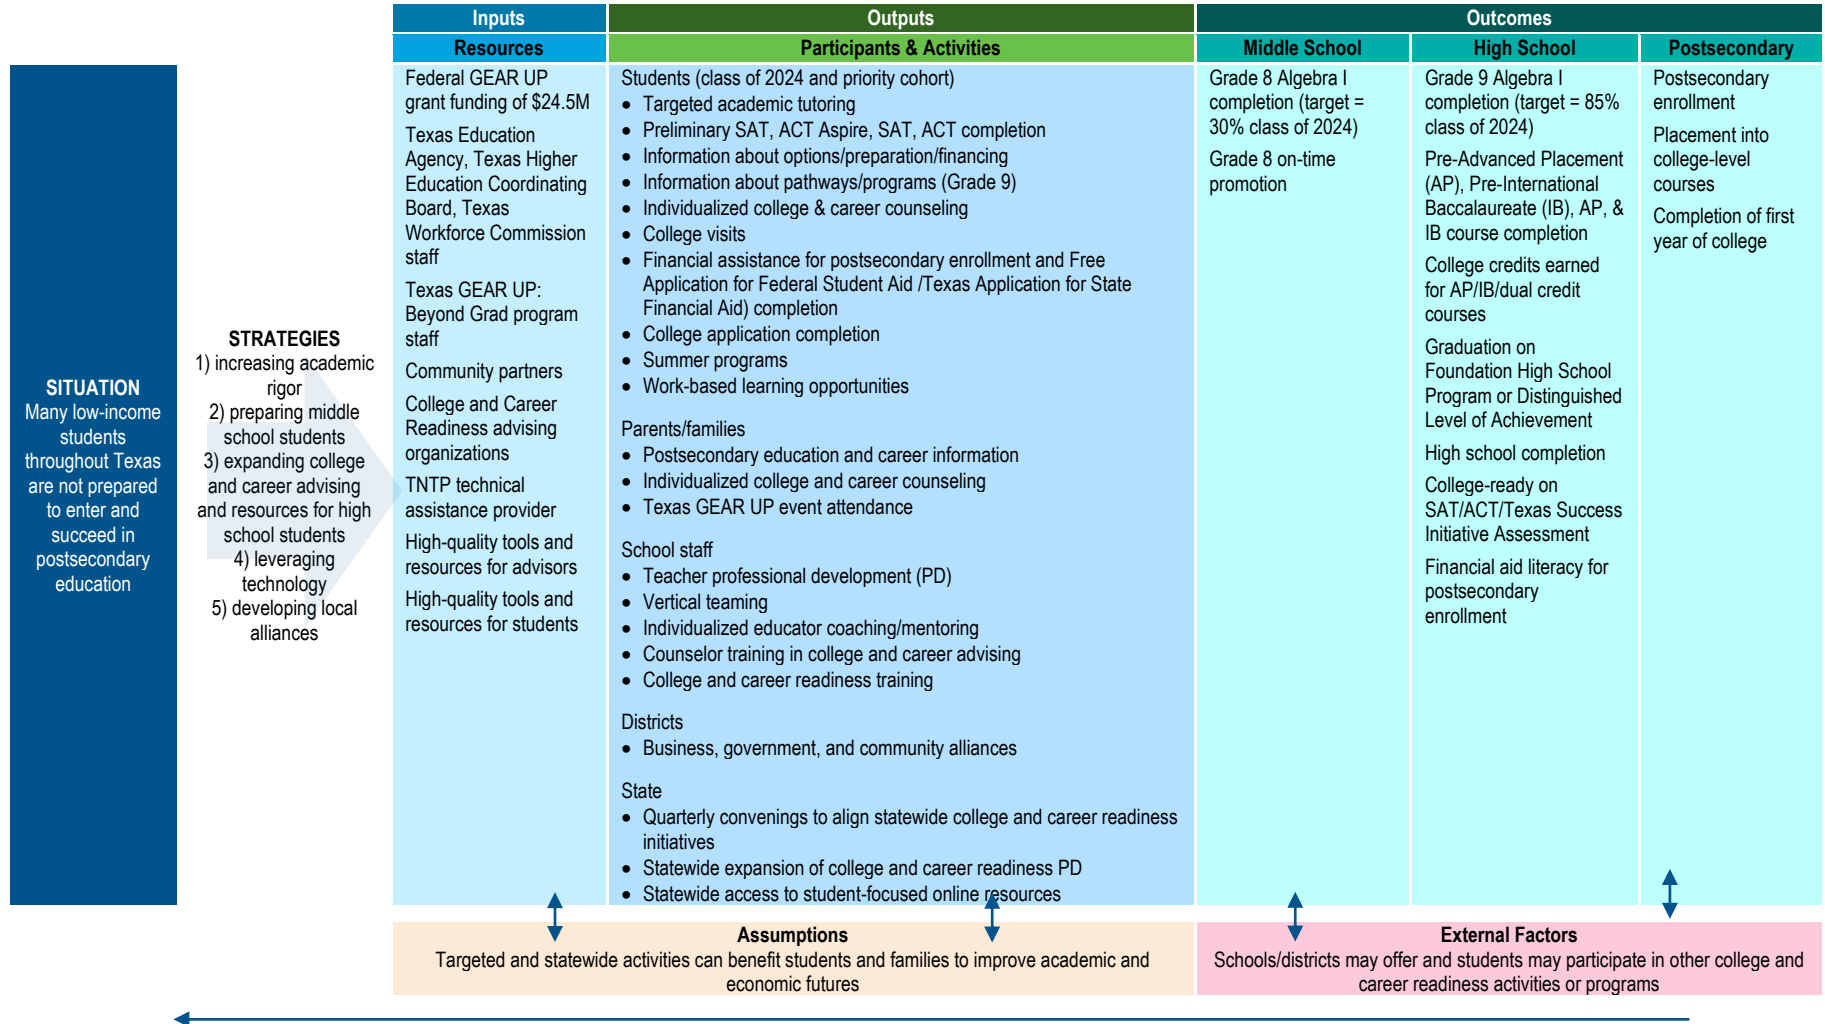 Inputs
Outputs
Outcomes
Resources
Participants & Activities
Middle School
High School
Postsecondary
SITUATION
Many low-income
students
throughout Texas
are not prepared
to enter and
succeed in
postsecondary
education
STRATEGIES
1) increasing academic
rigor
2) preparing middle
school students
3) expanding college
and career advising
and resources for high
school students
4) leveraging
technology
5) developing local
alliances
Federal GEAR UP
grant funding of $24.5M
Texas Education
Agency, Texas Higher
Education Coordinating
Board, Texas
Workforce Commission
staff
Texas GEAR UP:
Beyond Grad program
staff
Community partners
College and Career
Readiness advising
organizations
TNTP technical
assistance provider
High-quality tools and
resources for advisors
High-quality tools and
resources for students
Students (class of 2024 and priority cohort)
• Targeted academic tutoring
• Preliminary SAT, ACT Aspire, SAT, ACT completion
• Information about options/preparation/financing
• Information about pathways/programs (Grade 9)
• Individualized college & career counseling
• College visits
• Financial assistance for postsecondary enrollment and Free
Application for Federal Student Aid /Texas Application for State
Financial Aid) completion
• College application completion
• Summer programs
• Work-based learning opportunities
Parents/families
• Postsecondary education and career information
• Individualized college and career counseling
• Texas GEAR UP event attendance
School staff
• Teacher professional development (PD)
• Vertical teaming
• Individualized educator coaching/mentoring
• Counselor training in college and career advising
• College and career readiness training
Districts
• Business, government, and community alliances
State
• Quarterly convenings to align statewide college and career readiness
initiatives
• Statewide expansion of college and career readiness PD
• Statewide access to student-focused online resources
Grade 8 Algebra I
completion (target =
30% class of 2024)
Grade 8 on-time
promotion
Grade 9 Algebra I
completion (target = 85%
class of 2024)
Pre-Advanced Placement
(AP), Pre-International
Baccalaureate (IB), AP, &
IB course completion
College credits earned
for AP/IB/dual credit
courses
Graduation on
Foundation High School
Program or Distinguished
Level of Achievement
High school completion
College-ready on
SAT/ACT/Texas Success
Initiative Assessment
Financial aid literacy for
postsecondary
enrollment
Postsecondary
enrollment
Placement into
college-level
courses
Completion of first
year of college
Assumptions
Targeted and statewide activities can benefit students and families to improve academic and
economic futures
External Factors
Schools/districts may offer and students may participate in other college and
career readiness activities or programs